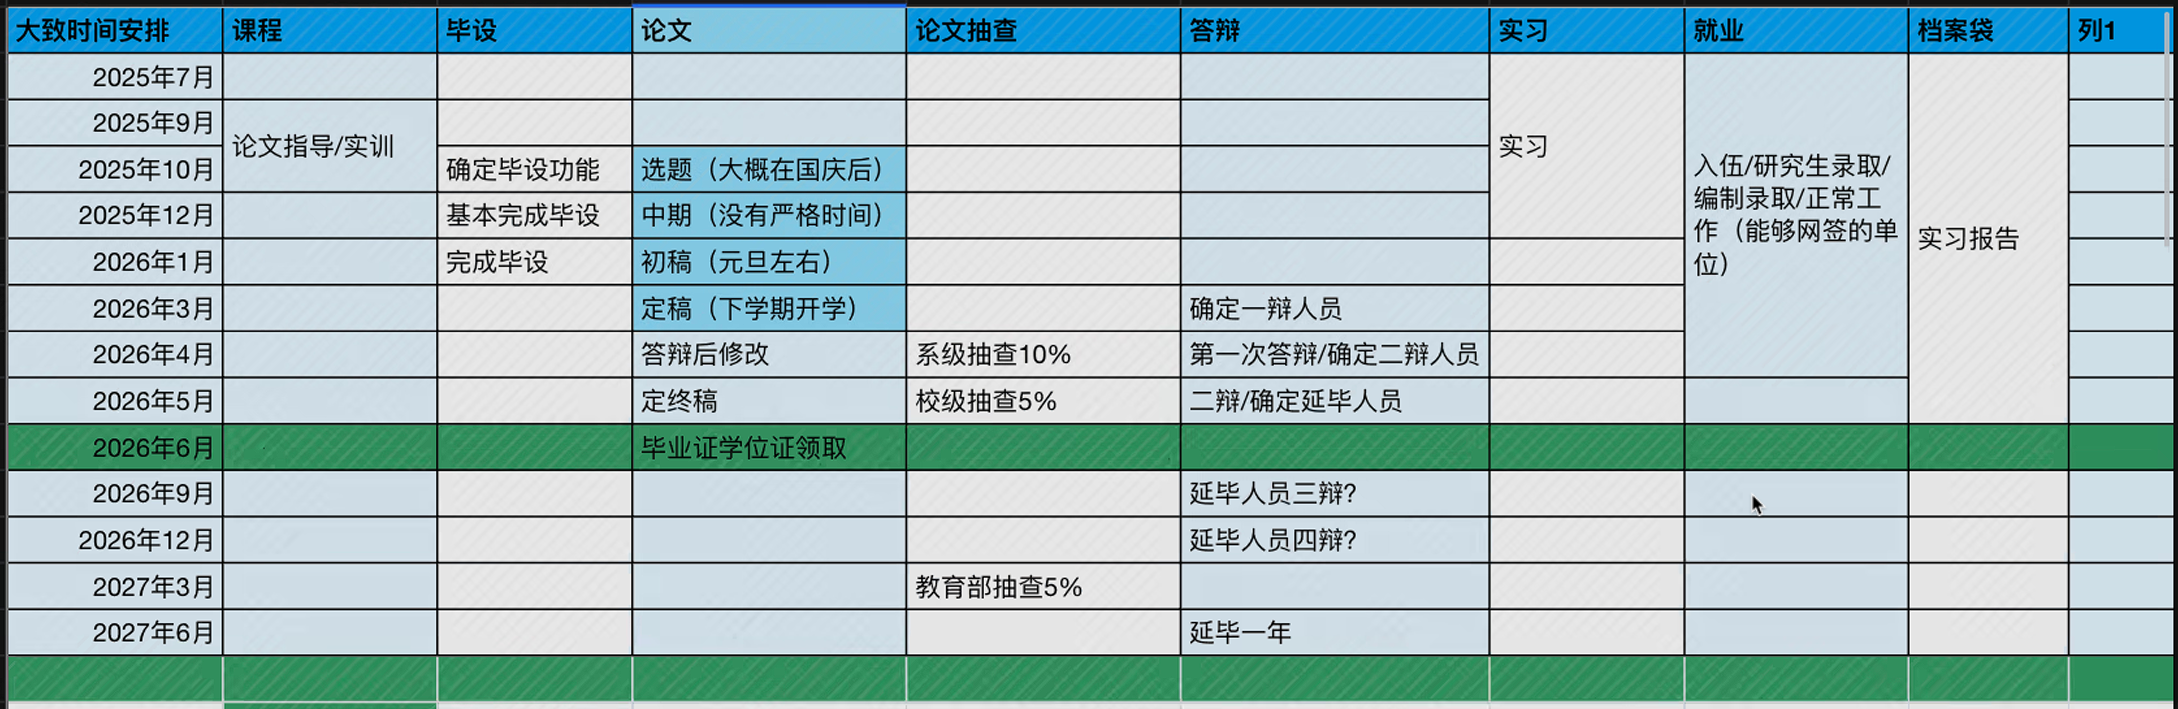 大致时间安排 课程 毕设 论文 论文抽查 答辩 实习 就业 档案袋 列1
2025年7月
2025年9月
论文指导/实训 实习
2025年10月 确定毕设功能 选题（大概在国庆后）
入伍/研究生录取/
编制录取/正常工
作（能够网签的单
位）
2025年12月 基本完成毕设 中期（没有严格时间）
实习报告
2026年1月 完成毕设 初稿（元旦左右）
2026年3月 定稿（下学期开学） 确定一辩人员
2026年4月 答辩后修改 系级抽查10% 第一次答辩/确定二辩人员
2026年5月 定终稿 校级抽查5% 二辩/确定延毕人员
2026年6月 毕业证学位证领取
2026年9月 延毕人员三辩?
2026年12月 延毕人员四辩?
2027年3月 教育部抽查5%
2027年6月 延毕一年